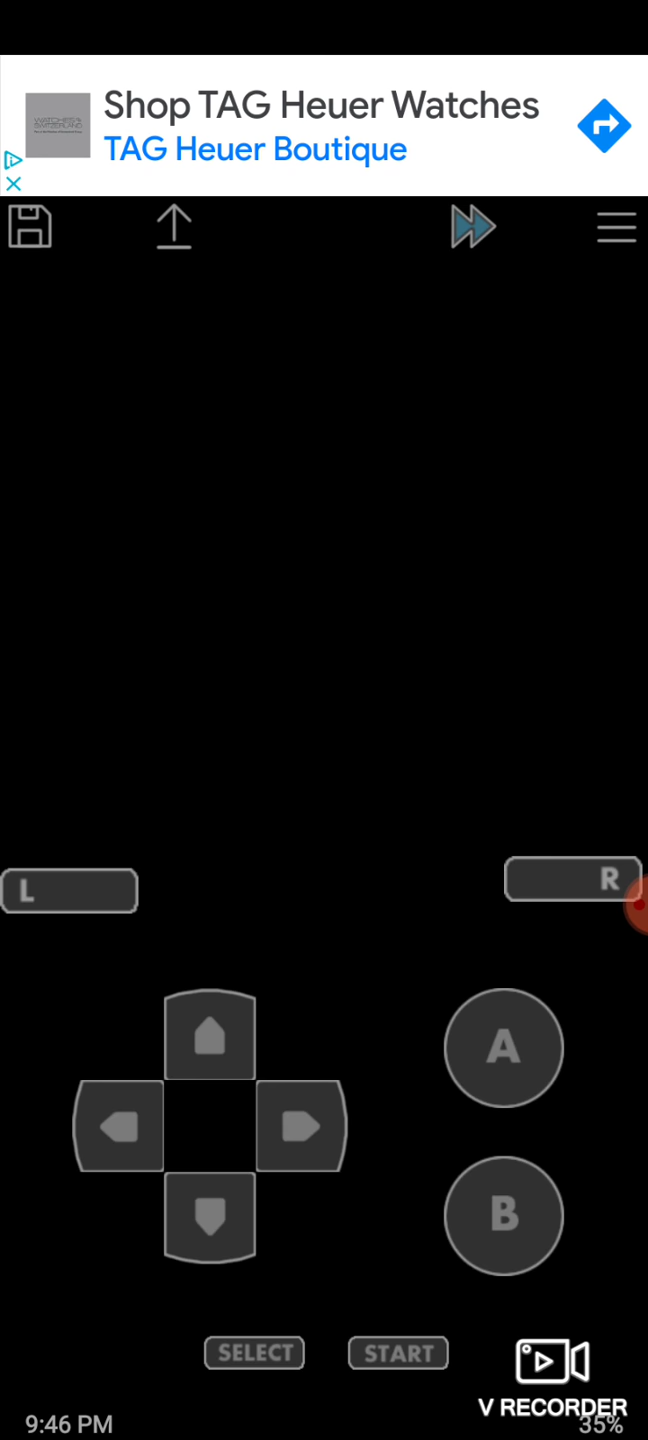 Shop TAG Heuer Watches
TAG Heuer Boutique
L
R
A
B
SELECT
START
V RECORDER
9:46 PM
35%